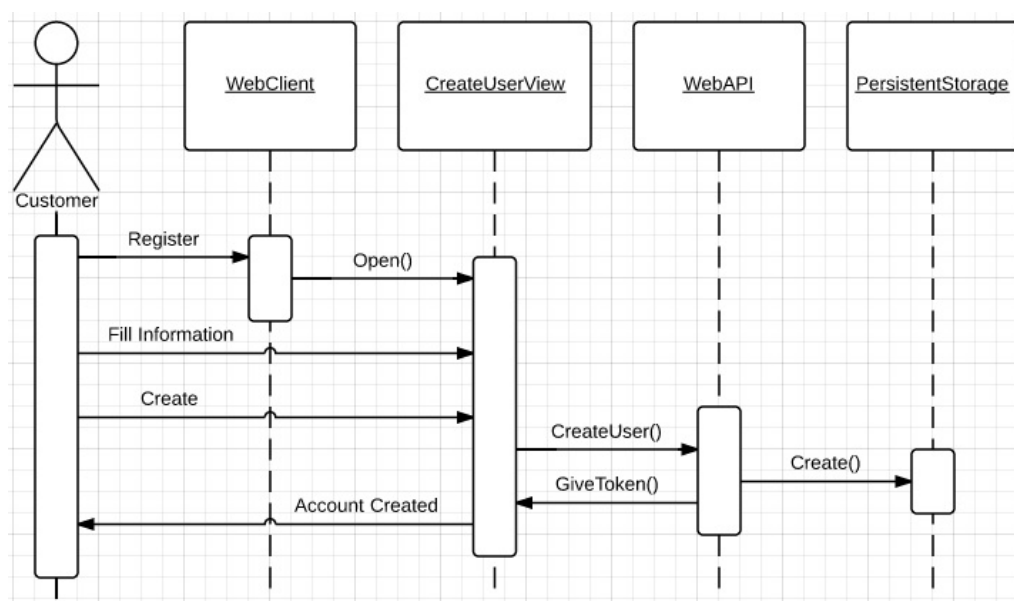 WebClient
CreateUserView
WebAPI
PersistentStorage
Customer
Register
Open()
Fill Information
Create
CreateUser()
Create()
GiveToken()
Account Created